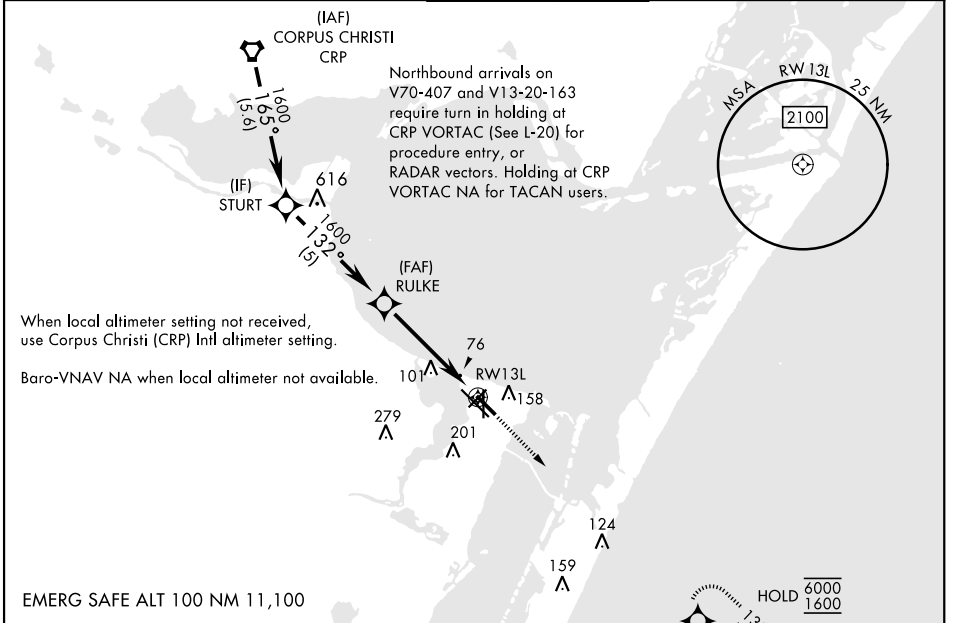 (IAF)
CORPUS CHRISTI
CRP
Northbound arrivals on
V70-407 and V13-20-163
require turn in holding at
CRP VORTAC (See L-20) for
procedure entry, or
RADAR vectors. Holding at CRP
VORTAC NA for TACAN users.
MSA RW 13L 25 NM
2100
1600
165°
(5.6)
(IF)
STURT
616
1600
132°
(5)
(FAF)
RULKE
When local altimeter setting not received,
use Corpus Christi (CRP) Intl altimeter setting.
Baro-VNAV NA when local altimeter not available.
76
101
RW13L
158
279
201
124
159
EMERG SAFE ALT 100 NM 11,100
HOLD 6000
1600